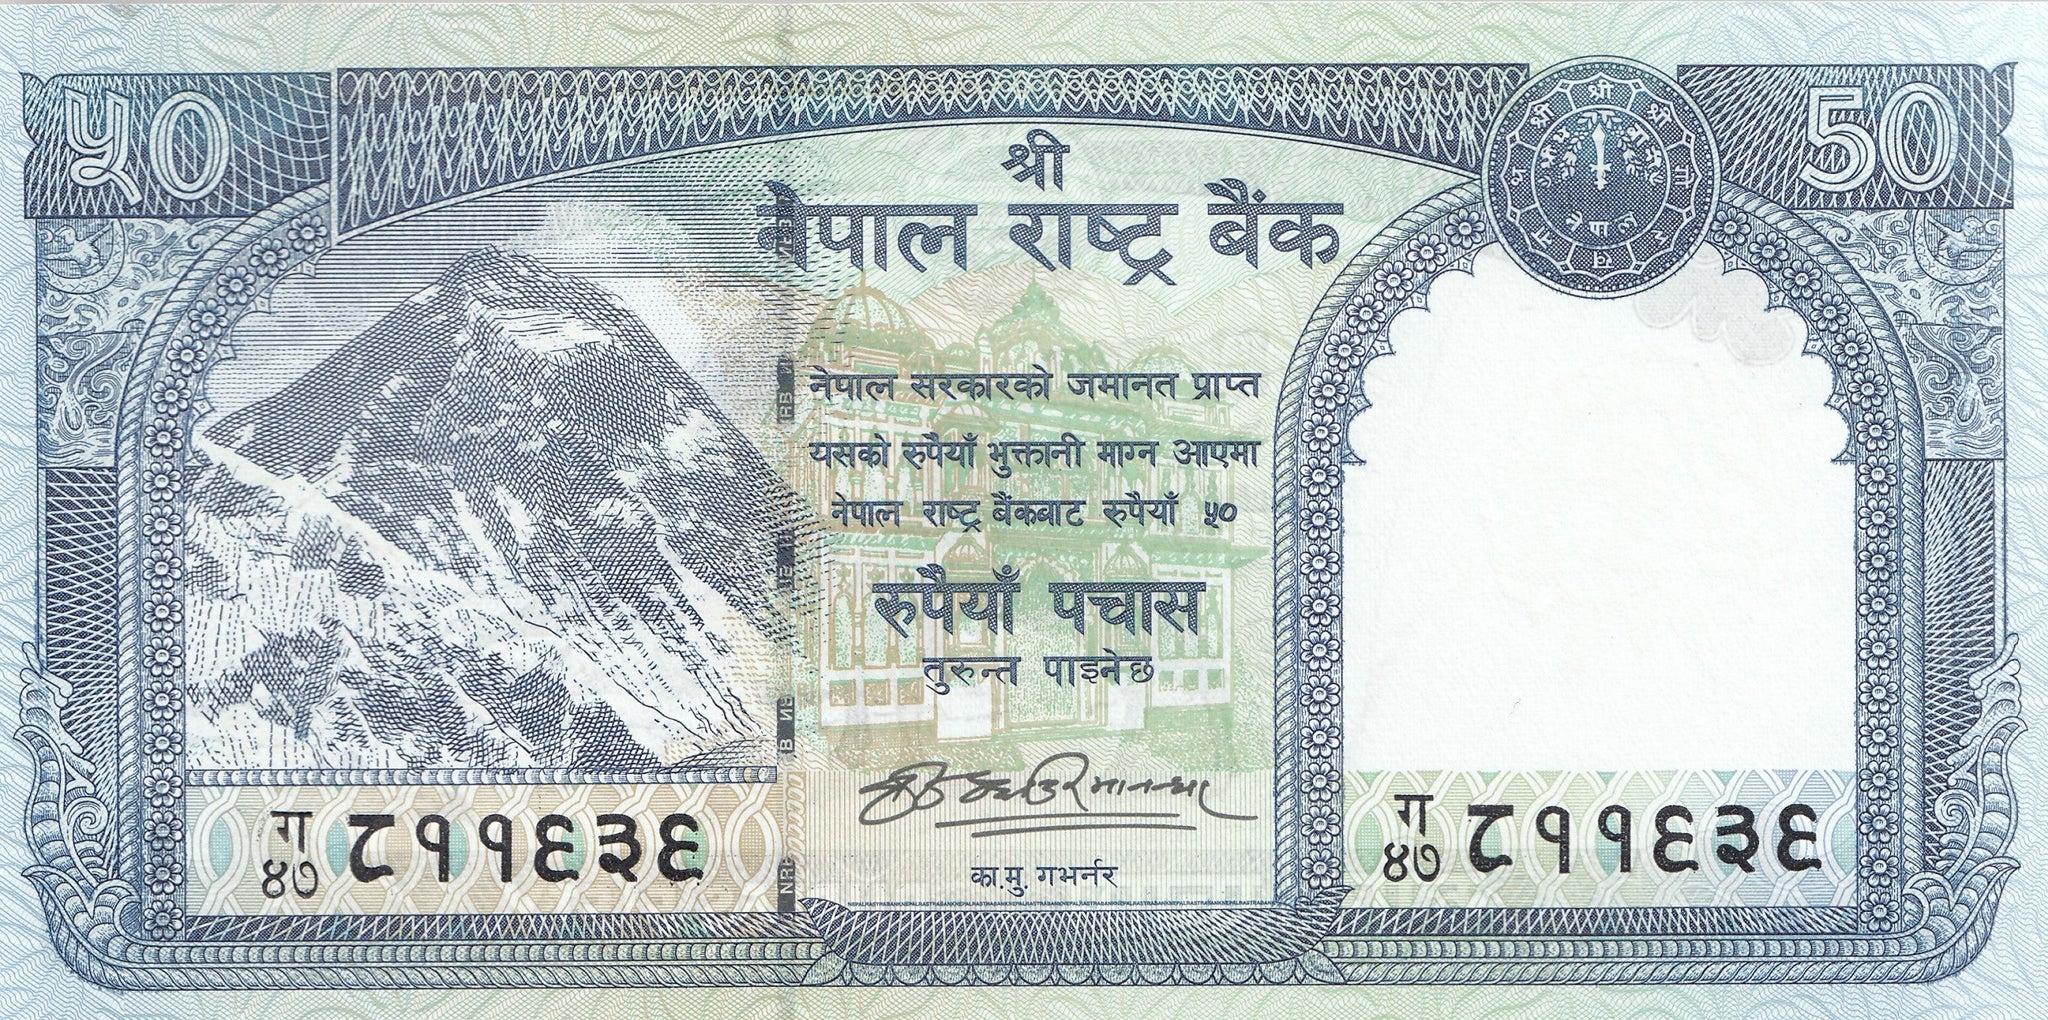 ५० 50
श्री
नेपाल राष्ट्र बैंक
नेपाल सरकारको जमानत प्राप्त
यसको रुपैयाँ भुक्तानी माग्न आएमा
नेपाल राष्ट्र बैंकबाट रुपैयाँ ५०
रुपैयाँ पचास
तुरुन्त पाइनेछ
का.मु. गभर्नर
ग/४७ ८११९३९ ग/४७ ८११९३९